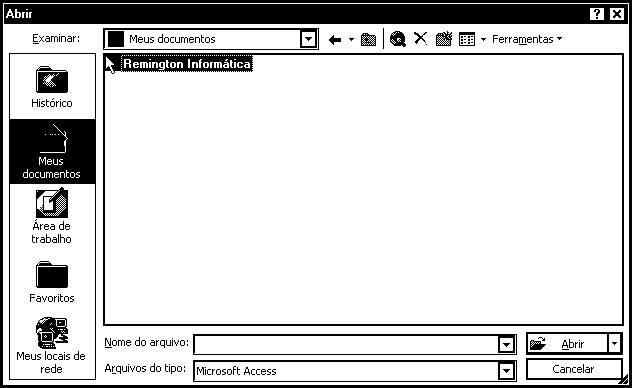 Abrir
Examinar:
Meus documentos
Ferramentas
Remington Informática
Histórico
Meus
documentos
Área de
trabalho
Favoritos
Meus locais de
rede
Nome do arquivo:
Abrir
Arquivos do tipo:
Microsoft Access
Cancelar